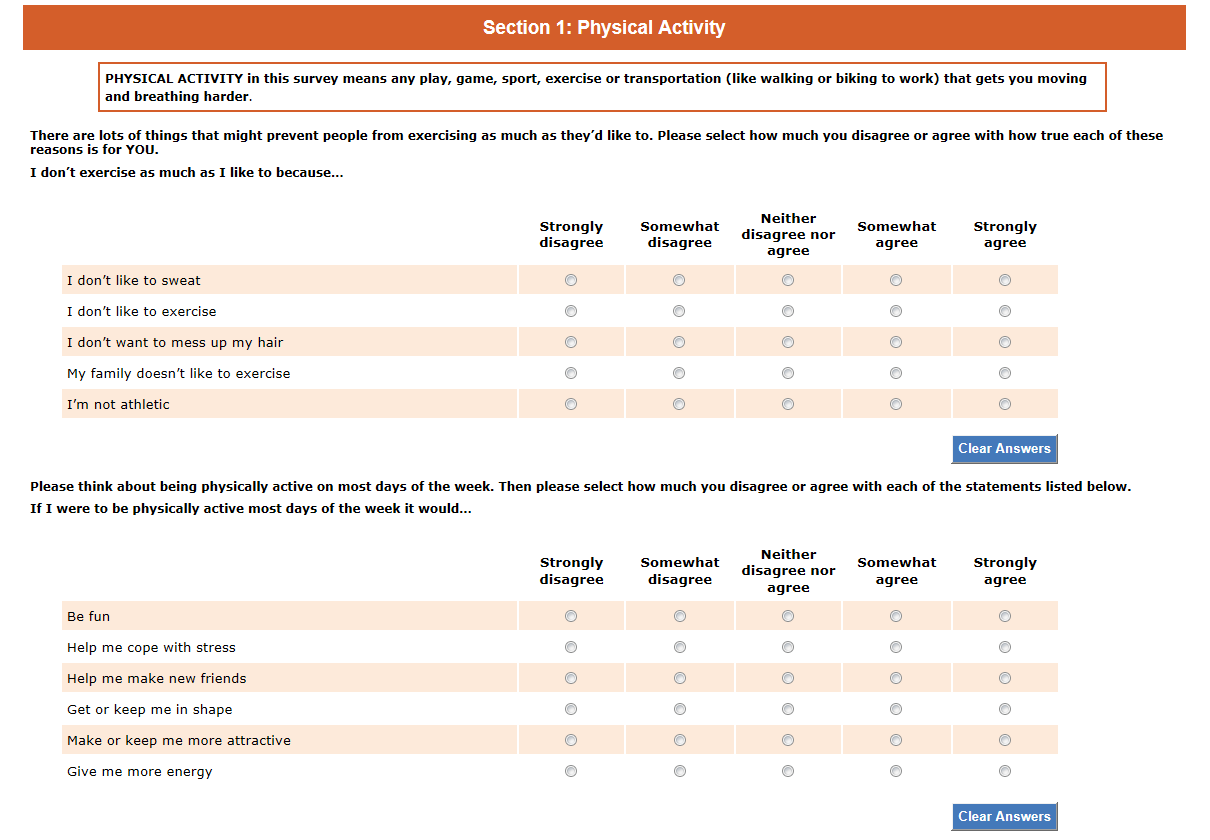 Section 1: Physical Activity
PHYSICAL ACTIVITY in this survey means any play, game, sport, exercise or transportation (like walking or biking to work) that gets you moving
and breathing harder.
There are lots of things that might prevent people from exercising as much as they’d like to. Please select how much you disagree or agree with how true each of these
reasons is for YOU.
I don’t exercise as much as I like to because...
Strongly disagree
Somewhat disagree
Neither disagree nor agree
Somewhat agree
Strongly agree
I don’t like to sweat
I don’t like to exercise
I don’t want to mess up my hair
My family doesn’t like to exercise
I’m not athletic
Clear Answers
Please think about being physically active on most days of the week. Then please select how much you disagree or agree with each of the statements listed below.
If I were to be physically active most days of the week it would...
Strongly disagree
Somewhat disagree
Neither disagree nor agree
Somewhat agree
Strongly agree
Be fun
Help me cope with stress
Help me make new friends
Get or keep me in shape
Make or keep me more attractive
Give me more energy
Clear Answers